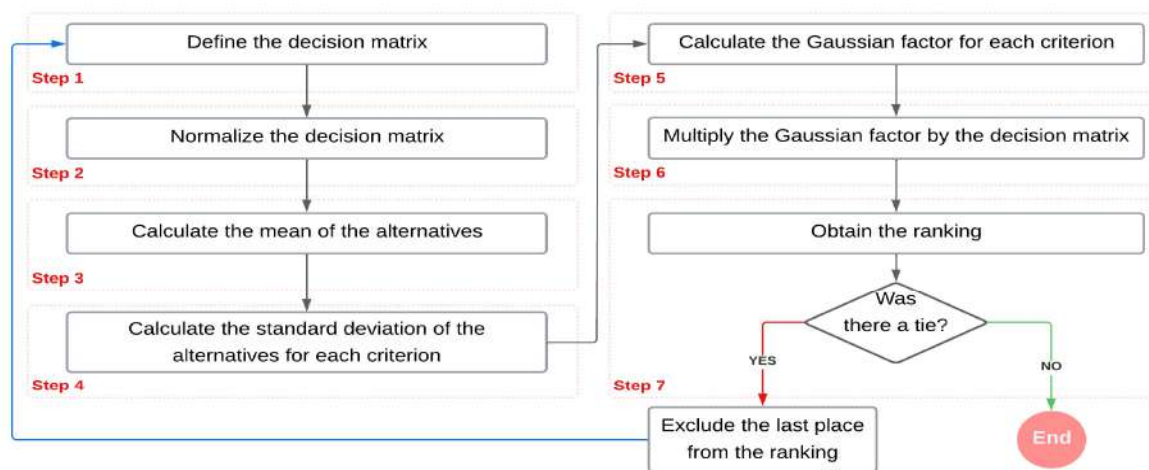 Define the decision matrix
Step 1
Normalize the decision matrix
Step 2
Calculate the mean of the alternatives
Step 3
Calculate the standard deviation of the
alternatives for each criterion
Step 4
Calculate the Gaussian factor for each criterion
Step 5
Multiply the Gaussian factor by the decision matrix
Step 6
Obtain the ranking
Was
there a tie?
YES
NO
Step 7
Exclude the last place
from the ranking
End